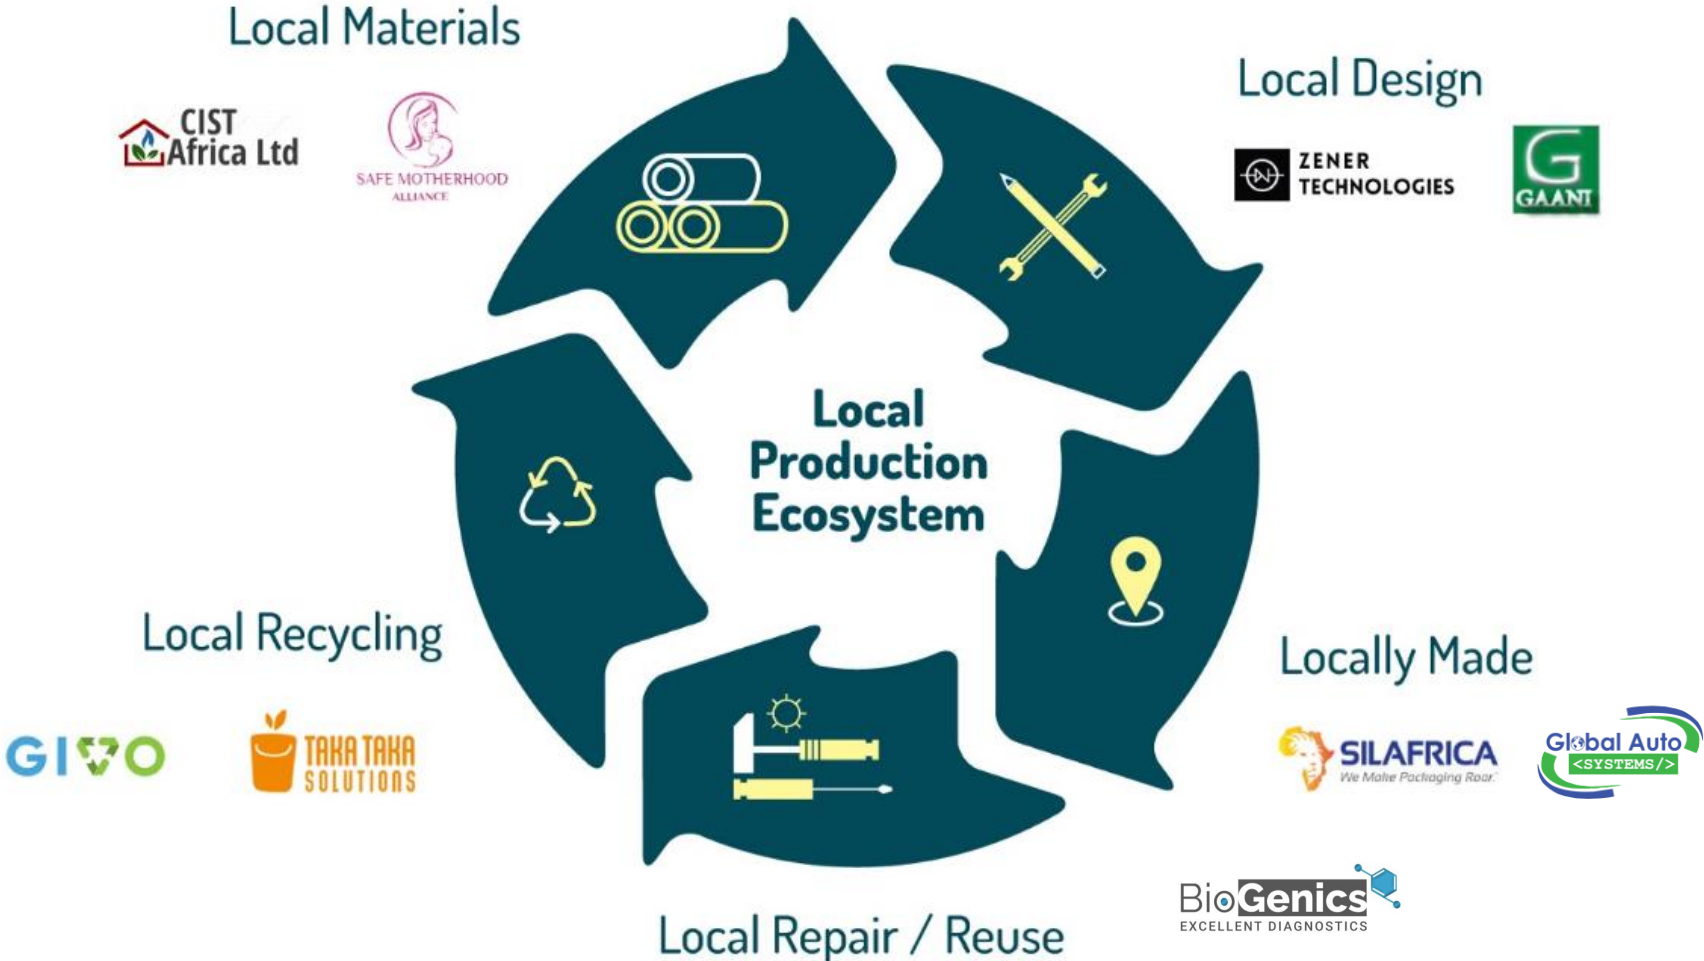 Local Materials
CIST
Africa Ltd
SAFE MOTHERHOOD
ALLIANCE
Local Design
ZENER
TECHNOLOGIES
G
GAANI
Local
Production
Ecosystem
Local Recycling
GIVO
TAKA TAKA
SOLUTIONS
Locally Made
SILAFRICA
We Make Packaging Roar.
Global Auto
<SYSTEMS/>
BioGenics
EXCELLENT DIAGNOSTICS
Local Repair / Reuse